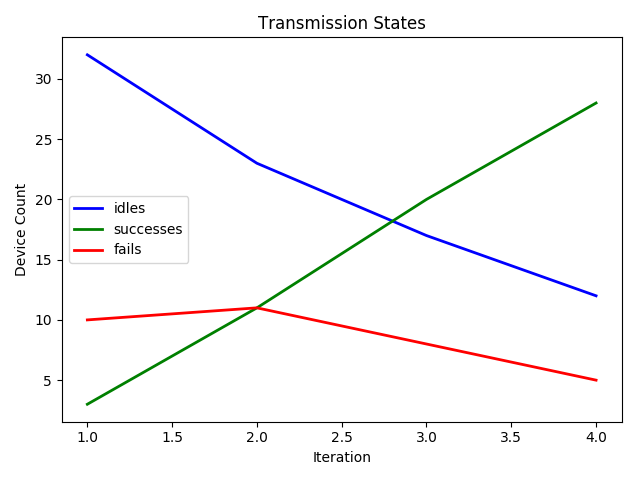 Transmission States
Device Count
30
25
20
15
10
5
idles
successes
fails
1.0 1.5 2.0 2.5 3.0 3.5 4.0
Iteration